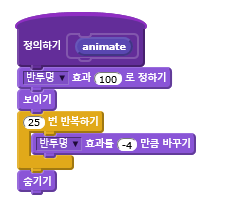 정의하기 animate
반투명 효과 100 로 정하기
보이기
25 번 반복하기
반투명 효과를 -4 만큼 바꾸기
숨기기